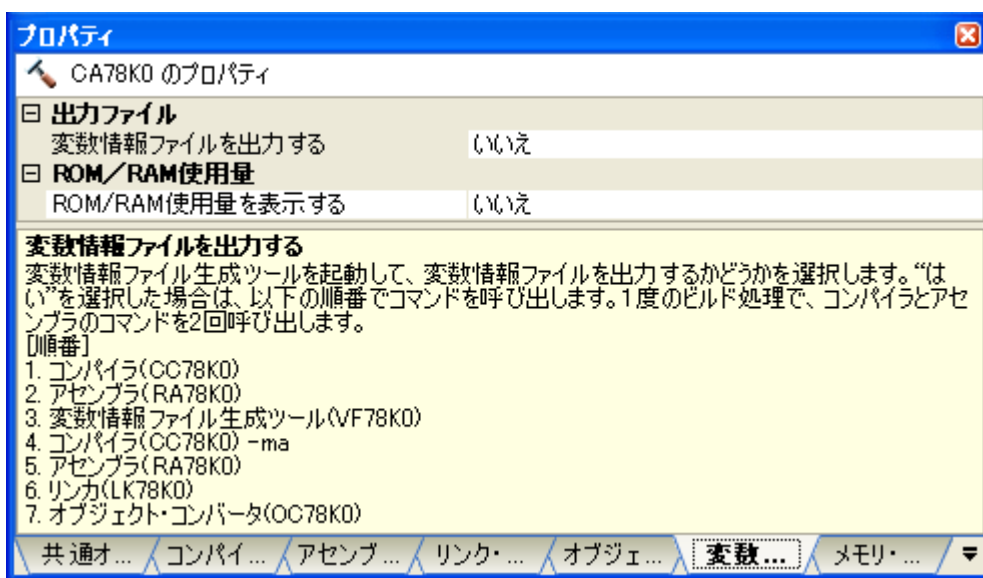 プロパティ
CA78K0 のプロパティ
出力ファイル
変数情報ファイルを出力する いいえ
ROM／RAM使用量
ROM/RAM使用量を表示する いいえ
変数情報ファイルを出力する
変数情報ファイル生成ツールを起動して、変数情報ファイルを出力するかどうかを選択します。“は
い”を選択した場合は、以下の順番でコマンドを呼び出します。1度のビルド処理で、コンパイラとアセ
ンブラのコマンドを2回呼び出します。
[順番]
1. コンパイラ(CC78K0)
2. アセンブラ(RA78K0)
3. 変数情報ファイル生成ツール(VF78K0)
4. コンパイラ(CC78K0) -ma
5. アセンブラ(RA78K0)
6. リンカ(LK78K0)
7. オブジェクト・コンバータ(OC78K0)
共通オ... コンパイ... アセンブ... リンク・ ... オブジェ... 変数... メモリ・ ...